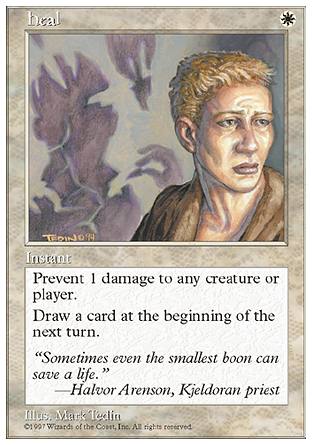 Heal
TEDIN © 94
Instant
Prevent 1 damage to any creature or
player.
Draw a card at the beginning of the
next turn.
“Sometimes even the smallest boon can
save a life.”
—Halvor Arenson, Kjeldoran priest
Illus. Mark Tedin
©1997 Wizards of the Coast, Inc. All rights reserved.